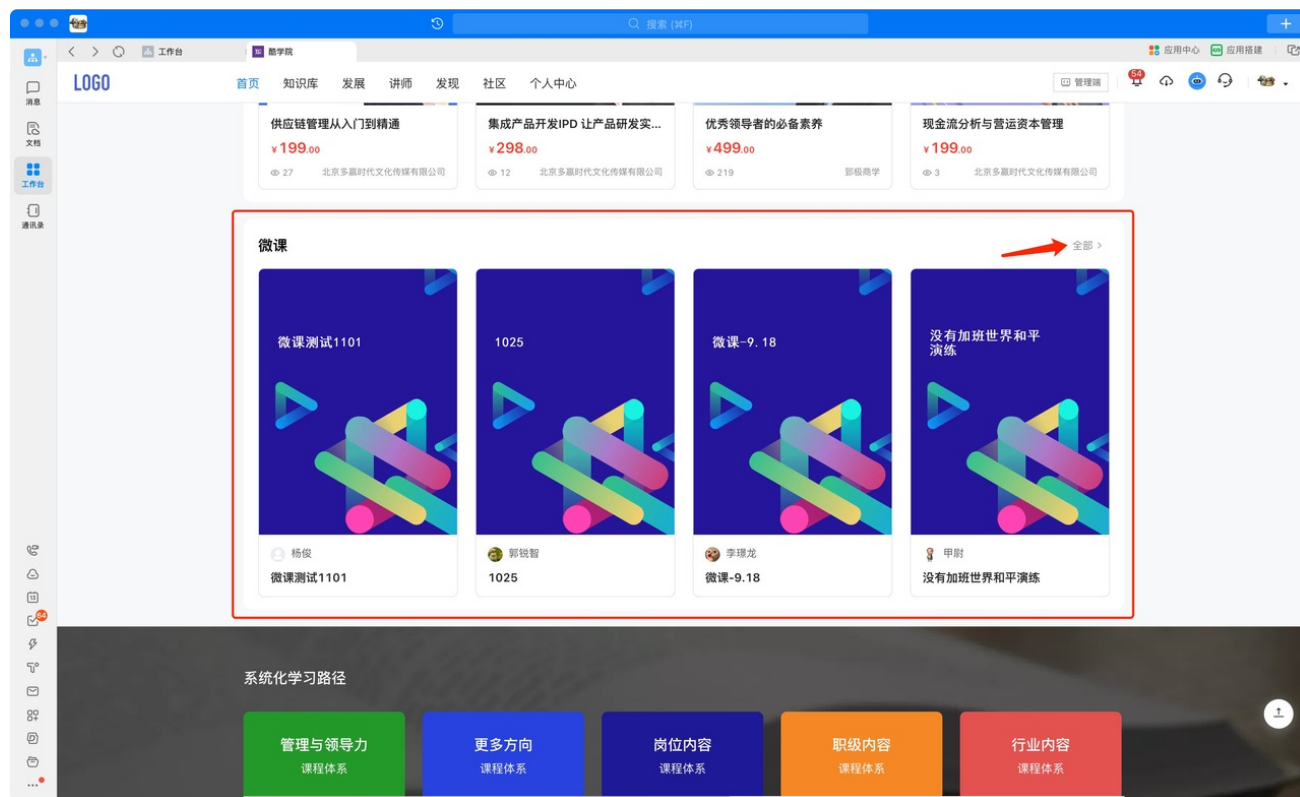 搜索 (⌘F)
工作台
酷学院
应用中心
应用搭建
LOGO
首页 知识库 发展 讲师 发现 社区 个人中心
管理端
64
消息
文档
工作台
通讯录
供应链管理从入门到精通
¥199.00
27 北京多赢时代文化传媒有限公司
集成产品开发IPD 让产品研发实...
¥298.00
12 北京多赢时代文化传媒有限公司
优秀领导者的必备素养
¥499.00
219 郭极商学
现金流分析与营运资本管理
¥199.00
3 北京多赢时代文化传媒有限公司
微课
全部 >
微课测试1101
1025
微课-9.18
没有加班世界和平
演练
杨俊
微课测试1101
郭锐智
1025
李璟龙
微课-9.18
甲尉
没有加班世界和平演练
13
64
系统化学习路径
管理与领导力
课程体系
更多方向
课程体系
岗位内容
课程体系
职级内容
课程体系
行业内容
课程体系